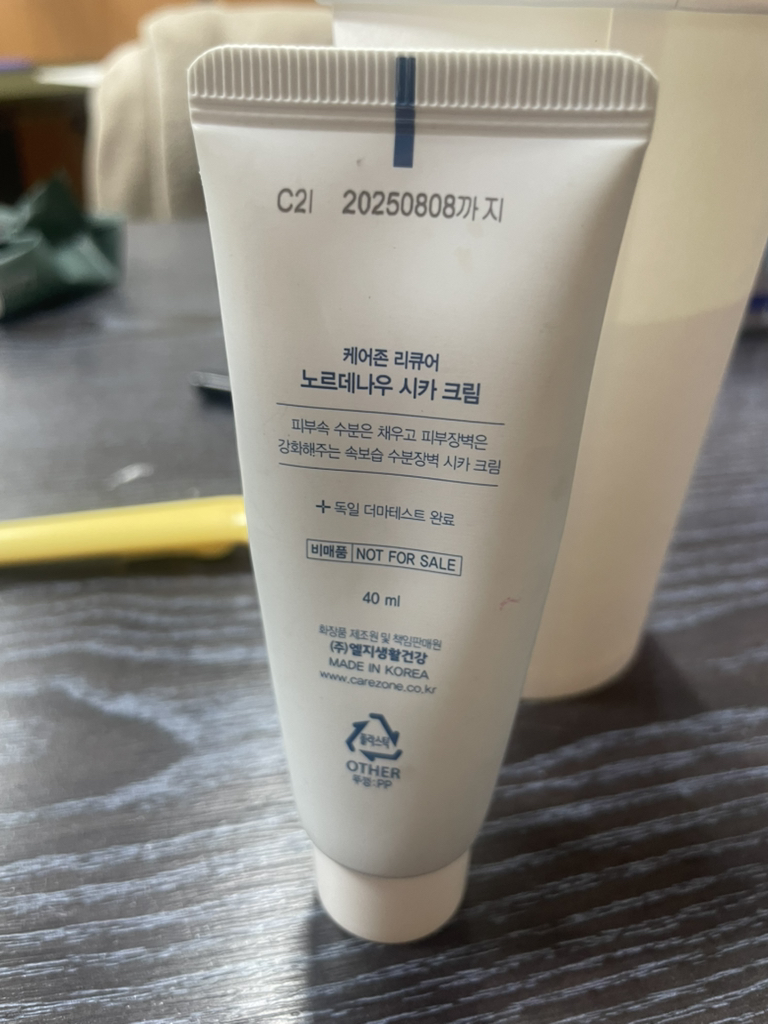 C2I 20250808까지
케어존 리큐어
노르데나우 시카 크림
피부속 수분은 채우고 피부장벽은
강화해주는 속보습 수분장벽 시카 크림
+ 독일 더마테스트 완료
비매품 NOT FOR SALE
40 ml
화장품 제조원 및 책임판매원
(주)엘지생활건강
MADE IN KOREA
www.carezone.co.kr
플라스틱
OTHER
뚜껑:PP